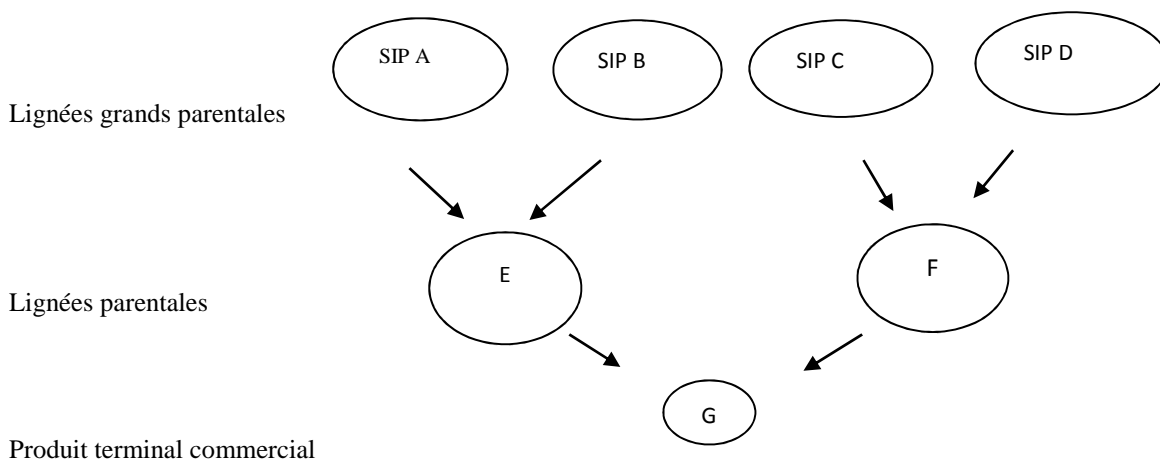 SIP A
SIP B
SIP C
SIP D
Lignées grands parentales
E
F
Lignées parentales
G
Produit terminal commercial